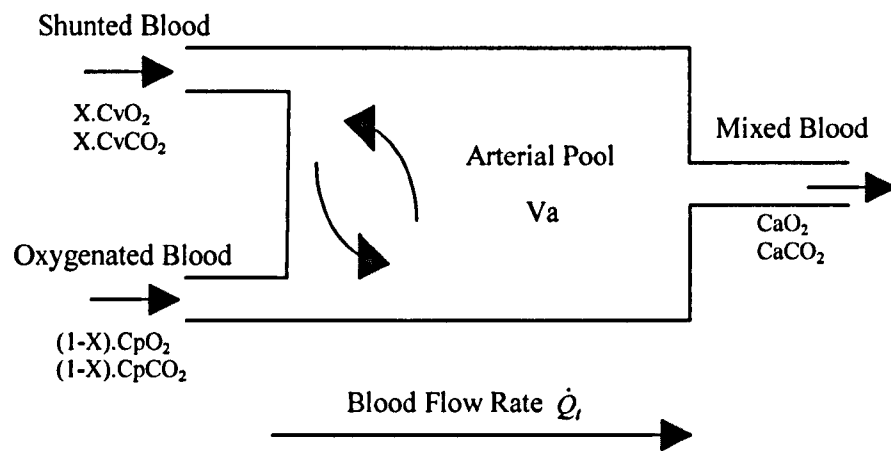 Shunted Blood
X.CvO₂
X.CvCO₂
Mixed Blood
Arterial Pool
Va
CaO₂
CaCO₂
Oxygenated Blood
(1-X).CpO₂
(1-X).CpCO₂
Blood Flow Rate Q̇ₜ